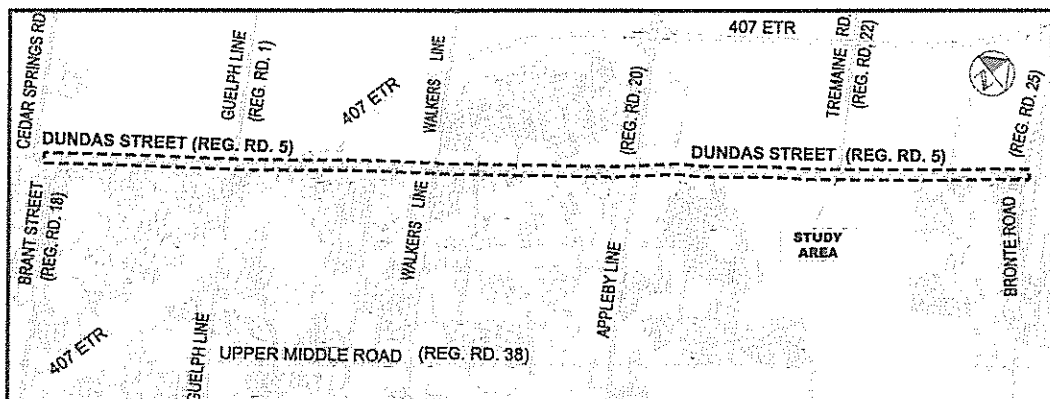 CEDAR SPRINGS RD
GUELPH LINE
(REG. RD. 1)
407 ETR
WALKERS LINE
(REG. RD. 20)
407 ETR
TREMAINE RD.
(REG. RD. 22)
N
(REG. RD. 25)
DUNDAS STREET (REG. RD. 5)
DUNDAS STREET (REG. RD. 5)
BRANT STREET
(REG. RD. 18)
WALKERS LINE
APPLEBY LINE
STUDY
AREA
BRONTE ROAD
407 ETR
GUELPH LINE
UPPER MIDDLE ROAD (REG. RD. 38)